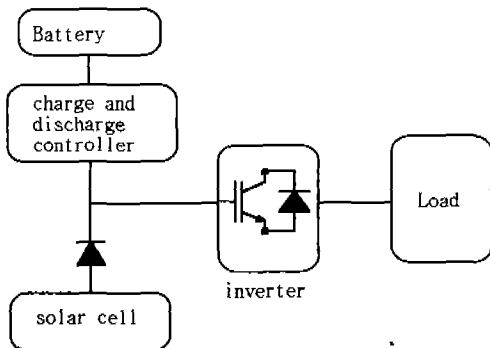 Battery
charge and
discharge
controller
Load
inverter
solar cell